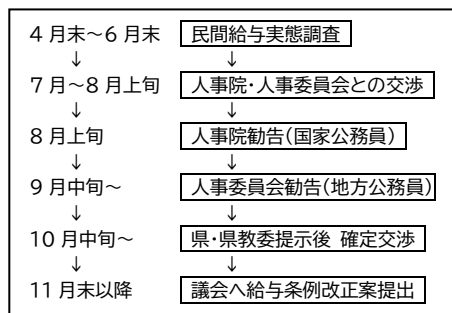 4月末～6月末 民間給与実態調査
↓ ↓
7月～8月上旬 人事院・人事委員会との交渉
↓ ↓
8月上旬 人事院勧告(国家公務員)
↓ ↓
9月中旬～ 人事委員会勧告(地方公務員)
↓ ↓
10月中旬～ 県・県教委提示後 確定交渉
↓ ↓
11月末以降 議会へ給与条例改正案提出